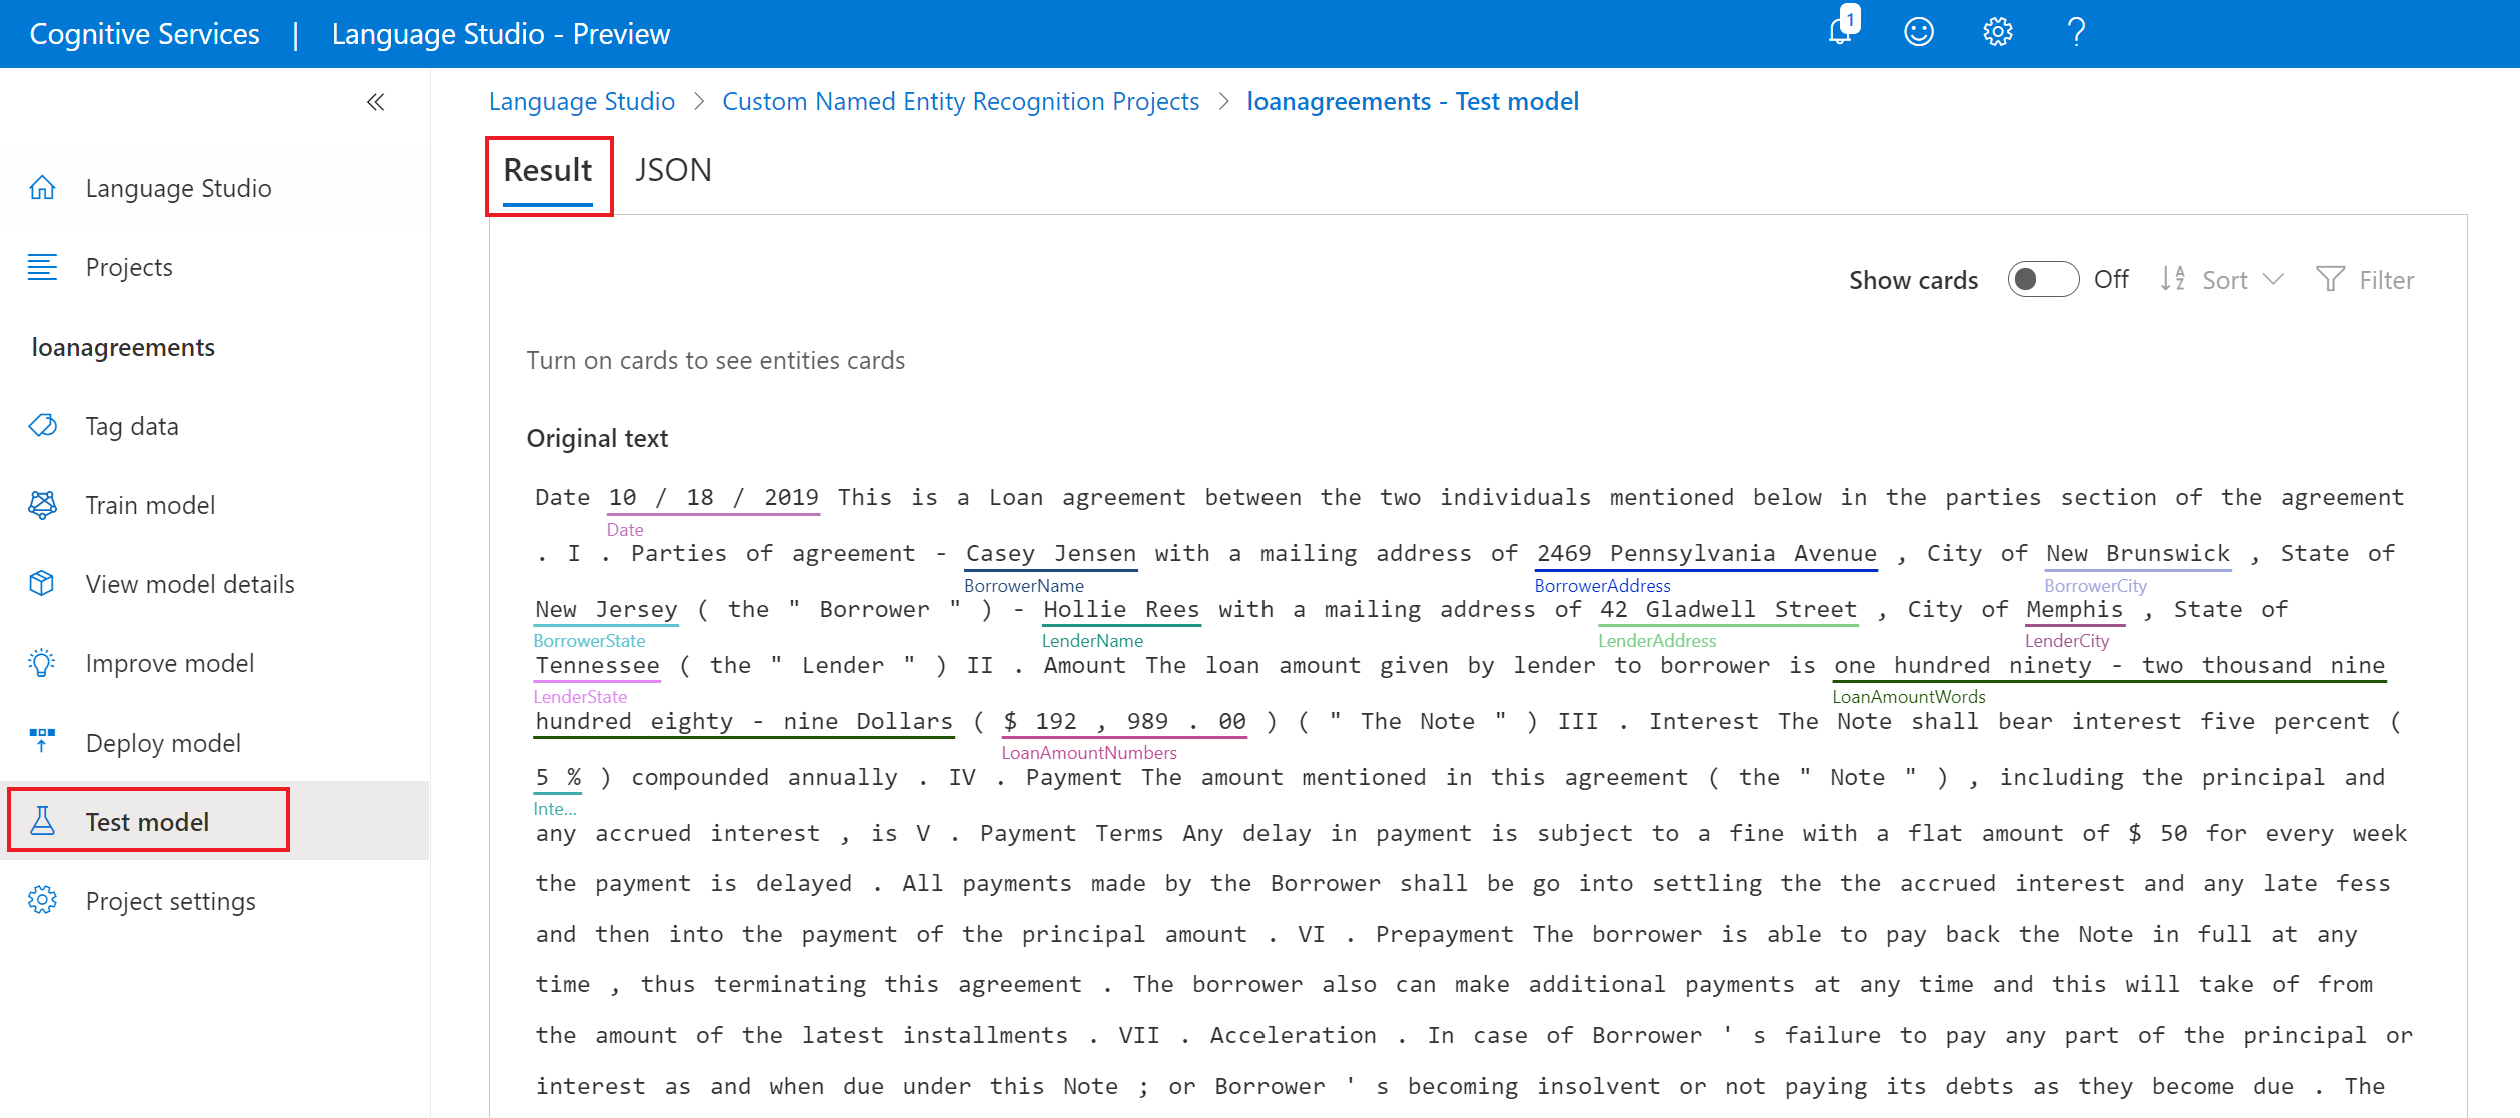 Cognitive Services | Language Studio - Preview
1
Language Studio > Custom Named Entity Recognition Projects > loanagreements - Test model
Result JSON
Language Studio
Projects
loanagreements
Tag data
Train model
View model details
Improve model
Deploy model
Test model
Project settings
Show cards Off Sort Filter
Turn on cards to see entities cards
Original text
Date 10 / 18 / 2019 This is a Loan agreement between the two individuals mentioned below in the parties section of the agreement
Date
. I . Parties of agreement - Casey Jensen with a mailing address of 2469 Pennsylvania Avenue , City of New Brunswick , State of
BorrowerName BorrowerAddress BorrowerCity
New Jersey ( the " Borrower " ) - Hollie Rees with a mailing address of 42 Gladwell Street , City of Memphis , State of
BorrowerState LenderName LenderAddress LenderCity
Tennessee ( the " Lender " ) II . Amount The loan amount given by lender to borrower is one hundred ninety - two thousand nine
LenderState LoanAmountWords
hundred eighty - nine Dollars ( $ 192 , 989 . 00 ) ( " The Note " ) III . Interest The Note shall bear interest five percent (
LoanAmountNumbers
5 % ) compounded annually . IV . Payment The amount mentioned in this agreement ( the " Note " ) , including the principal and
Inte...
any accrued interest , is V . Payment Terms Any delay in payment is subject to a fine with a flat amount of $ 50 for every week
the payment is delayed . All payments made by the Borrower shall be go into settling the the accrued interest and any late fess
and then into the payment of the principal amount . VI . Prepayment The borrower is able to pay back the Note in full at any
time , thus terminating this agreement . The borrower also can make additional payments at any time and this will take of from
the amount of the latest installments . VII . Acceleration . In case of Borrower ' s failure to pay any part of the principal or
interest as and when due under this Note ; or Borrower ' s becoming insolvent or not paying its debts as they become due . The